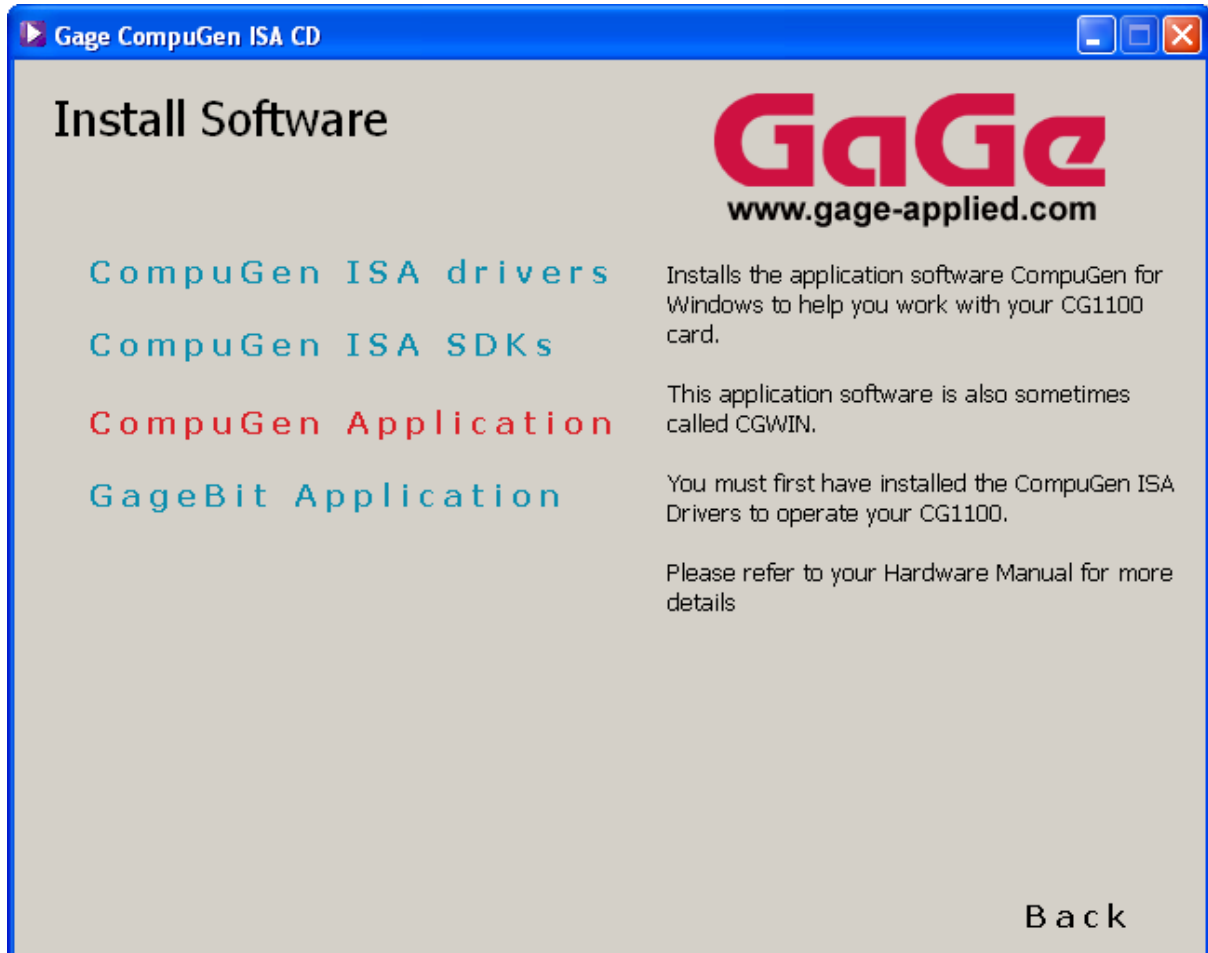 Gage CompuGen ISA CD
Install Software
GaGe
www.gage-applied.com
CompuGen ISA drivers
CompuGen ISA SDKs
CompuGen Application
GageBit Application
Installs the application software CompuGen for
Windows to help you work with your CG1100
card.
This application software is also sometimes
called CGWIN.
You must first have installed the CompuGen ISA
Drivers to operate your CG1100.
Please refer to your Hardware Manual for more
details
Back